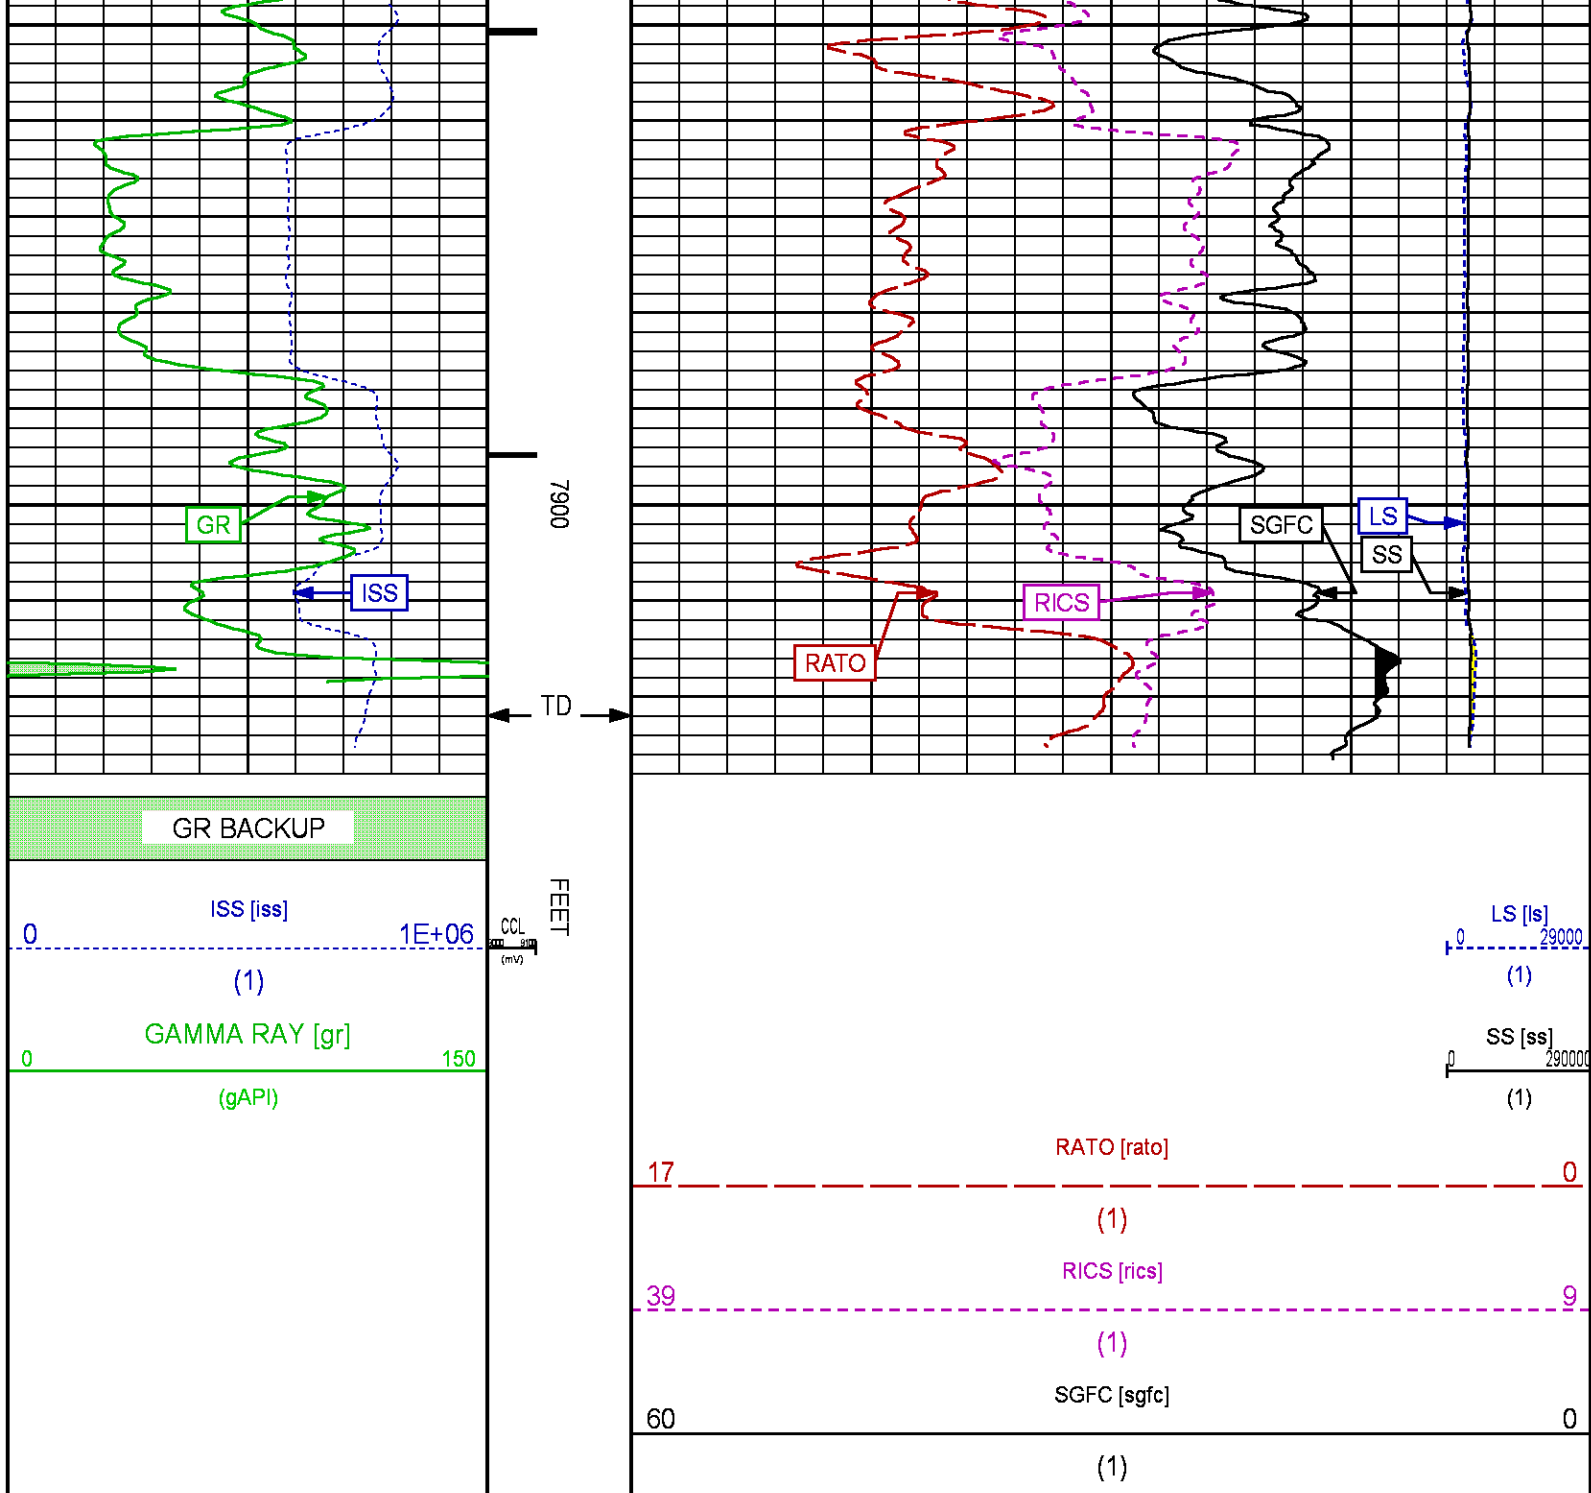 7900
GR
SGFC
LS
SS
ISS
RICS
RATO
TD
GR BACKUP
FEET
ISS [iss]
0 1E+06
(1)
CCL
(mV)
LS [ls]
0 29000
(1)
GAMMA RAY [gr]
0 150
(gAPI)
SS [ss]
0 290000
(1)
RATO [rato]
17 0
(1)
RICS [rics]
39 9
(1)
SGFC [sgfc]
60 0
(1)